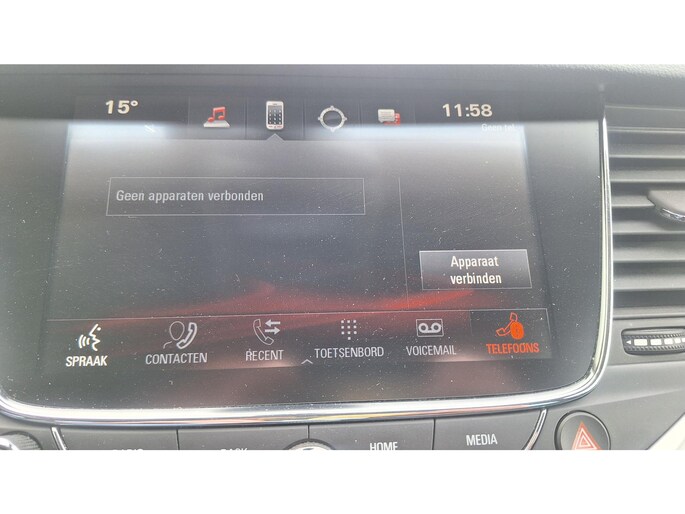 15°
11:58
Geen apparaten verbonden
Apparaat
verbinden
SPRAAK
CONTACTEN
RECENT
TOETSENBORD
VOICEMAIL
TELEFOONS
HOME
MEDIA